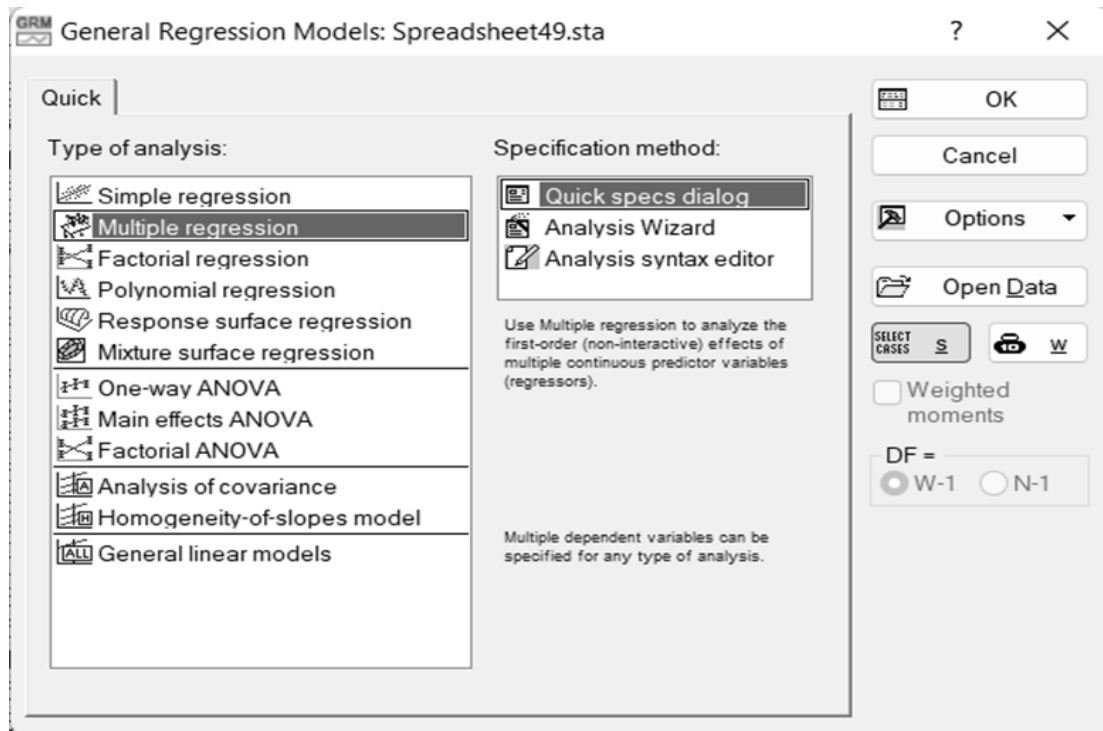 GRM
General Regression Models: Spreadsheet49.sta
?
Quick
Type of analysis:
Simple regression
Multiple regression
Factorial regression
Polynomial regression
Response surface regression
Mixture surface regression
One-way ANOVA
Main effects ANOVA
Factorial ANOVA
Analysis of covariance
Homogeneity-of-slopes model
ALL General linear models
Specification method:
Quick specs dialog
Analysis Wizard
Analysis syntax editor
Use Multiple regression to analyze the
first-order (non-interactive) effects of
multiple continuous predictor variables
(regressors).
Multiple dependent variables can be
specified for any type of analysis.
OK
Cancel
Options
Open Data
SELECT
CASES S
W
Weighted
moments
DF =
W-1 N-1